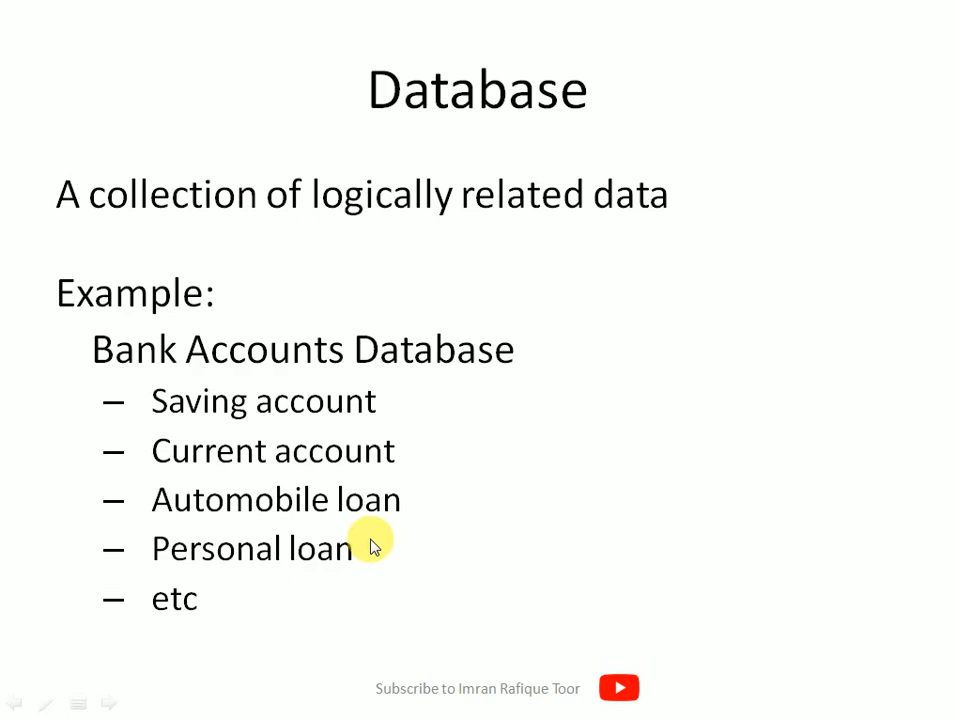 Database
A collection of logically related data
Example:
Bank Accounts Database
– Saving account
– Current account
– Automobile loan
– Personal loan
– etc
Subscribe to Imran Rafique Toor